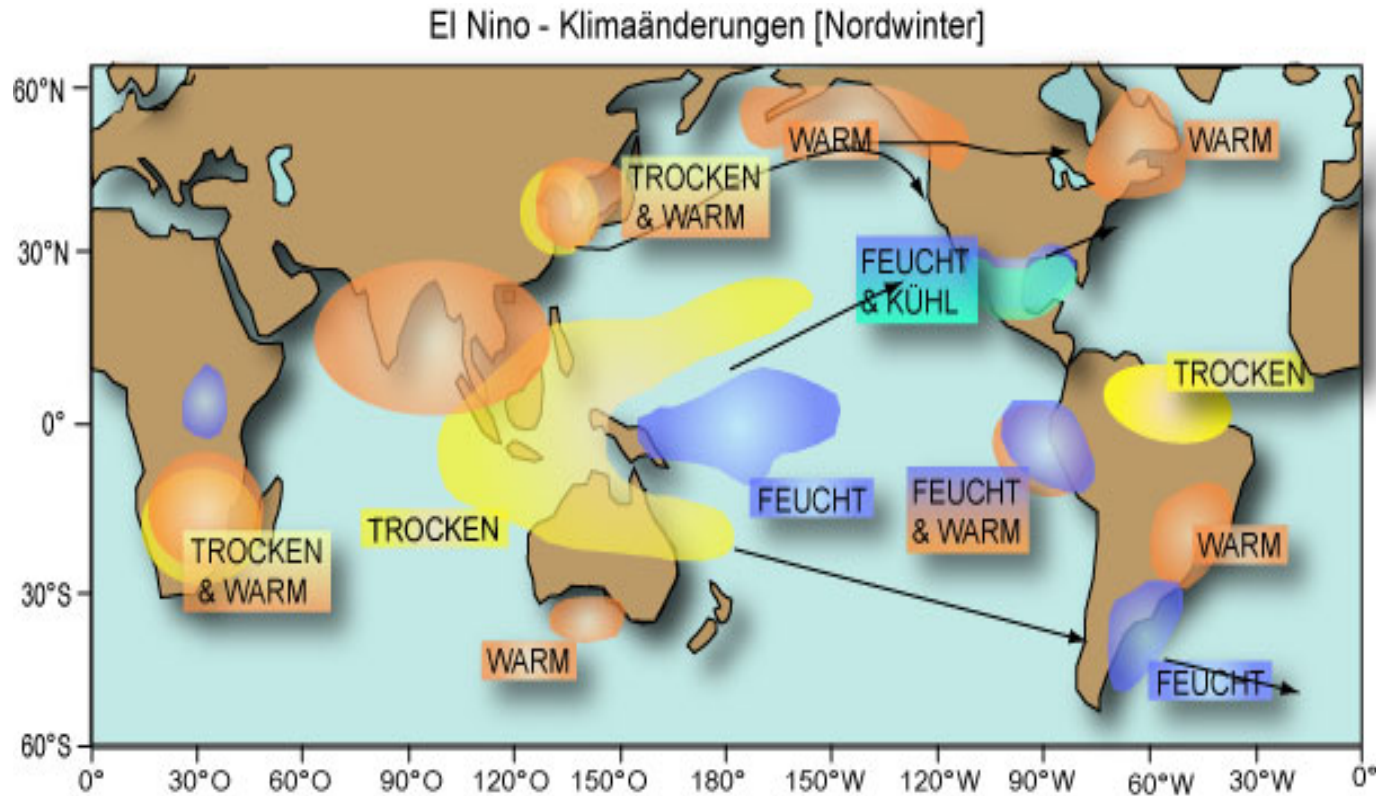 El Nino - Klimaänderungen [Nordwinter]
60°N
30°N
0°
30°S
60°S
WARM
WARM
TROCKEN
& WARM
FEUCHT
& KÜHL
TROCKEN
FEUCHT
FEUCHT
& WARM
TROCKEN
TROCKEN
& WARM
WARM
WARM
FEUCHT
0°
30°O
60°O
90°O
120°O
150°O
180°
150°W
120°W
90°W
60°W
30°W
0°